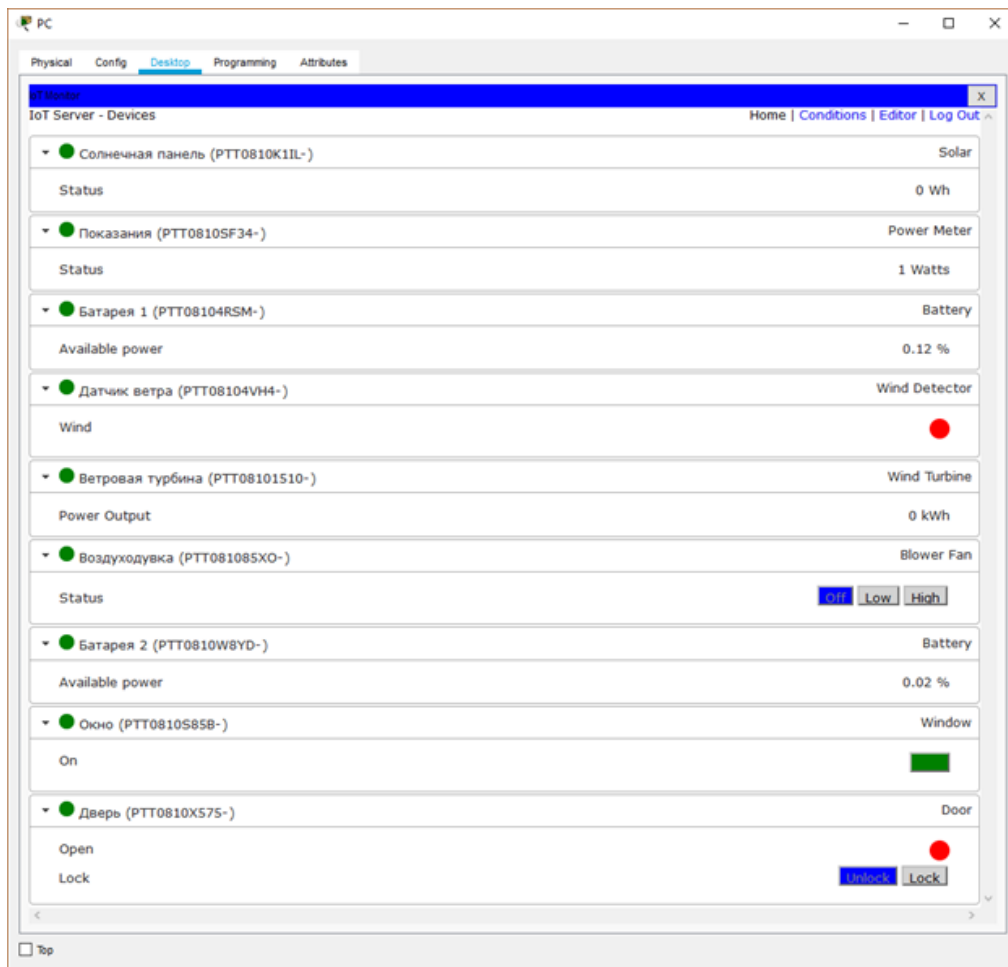 PC
Physical Config Desktop Programming Attributes
IoT Monitor X
IoT Server - Devices Home | Conditions | Editor | Log Out
Солнечная панель (PTT0810K1IL-) Solar
Status 0 Wh
Показания (PTT0810SF34-) Power Meter
Status 1 Watts
Батарея 1 (PTT08104RSM-) Battery
Available power 0.12 %
Датчик ветра (PTT08104VH4-) Wind Detector
Wind
Ветровая турбина (PTT08101510-) Wind Turbine
Power Output 0 kWh
Воздуходувка (PTT081085XO-) Blower Fan
Status Off Low High
Батарея 2 (PTT0810W8YD-) Battery
Available power 0.02 %
Окно (PTT0810S85B-) Window
On
Дверь (PTT0810X57S-) Door
Open
Lock Unlock Lock
Top